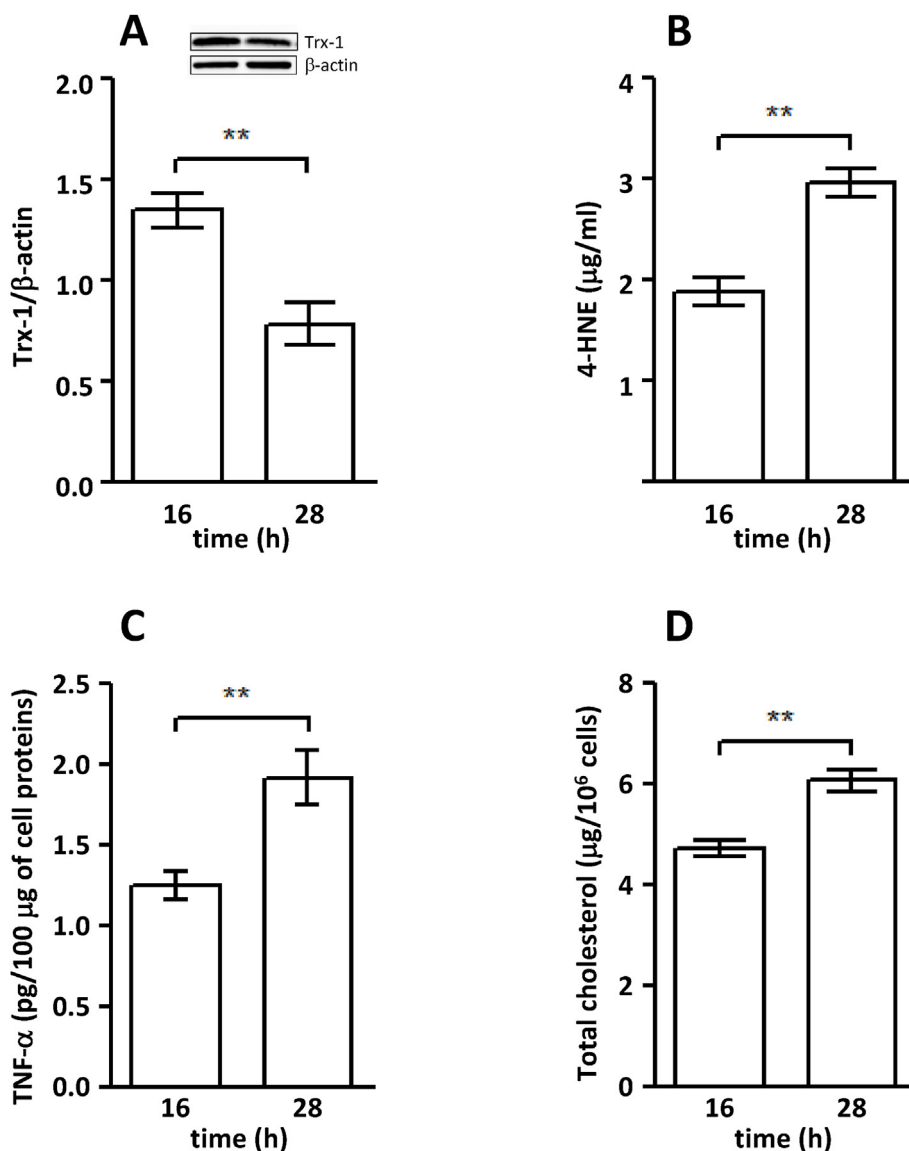 A
Trx-1
β-actin
Trx-1/β-actin
2.0
1.5
1.0
0.5
0.0
**
16 28
time (h)
B
4-HNE (μg/ml)
4
3
2
1
**
16 28
time (h)
C
TNF-α (pg/100 μg of cell proteins)
2.5
2.0
1.5
1.0
0.5
0.0
**
16 28
time (h)
D
Total cholesterol (μg/10⁶ cells)
8
6
4
2
0
**
16 28
time (h)